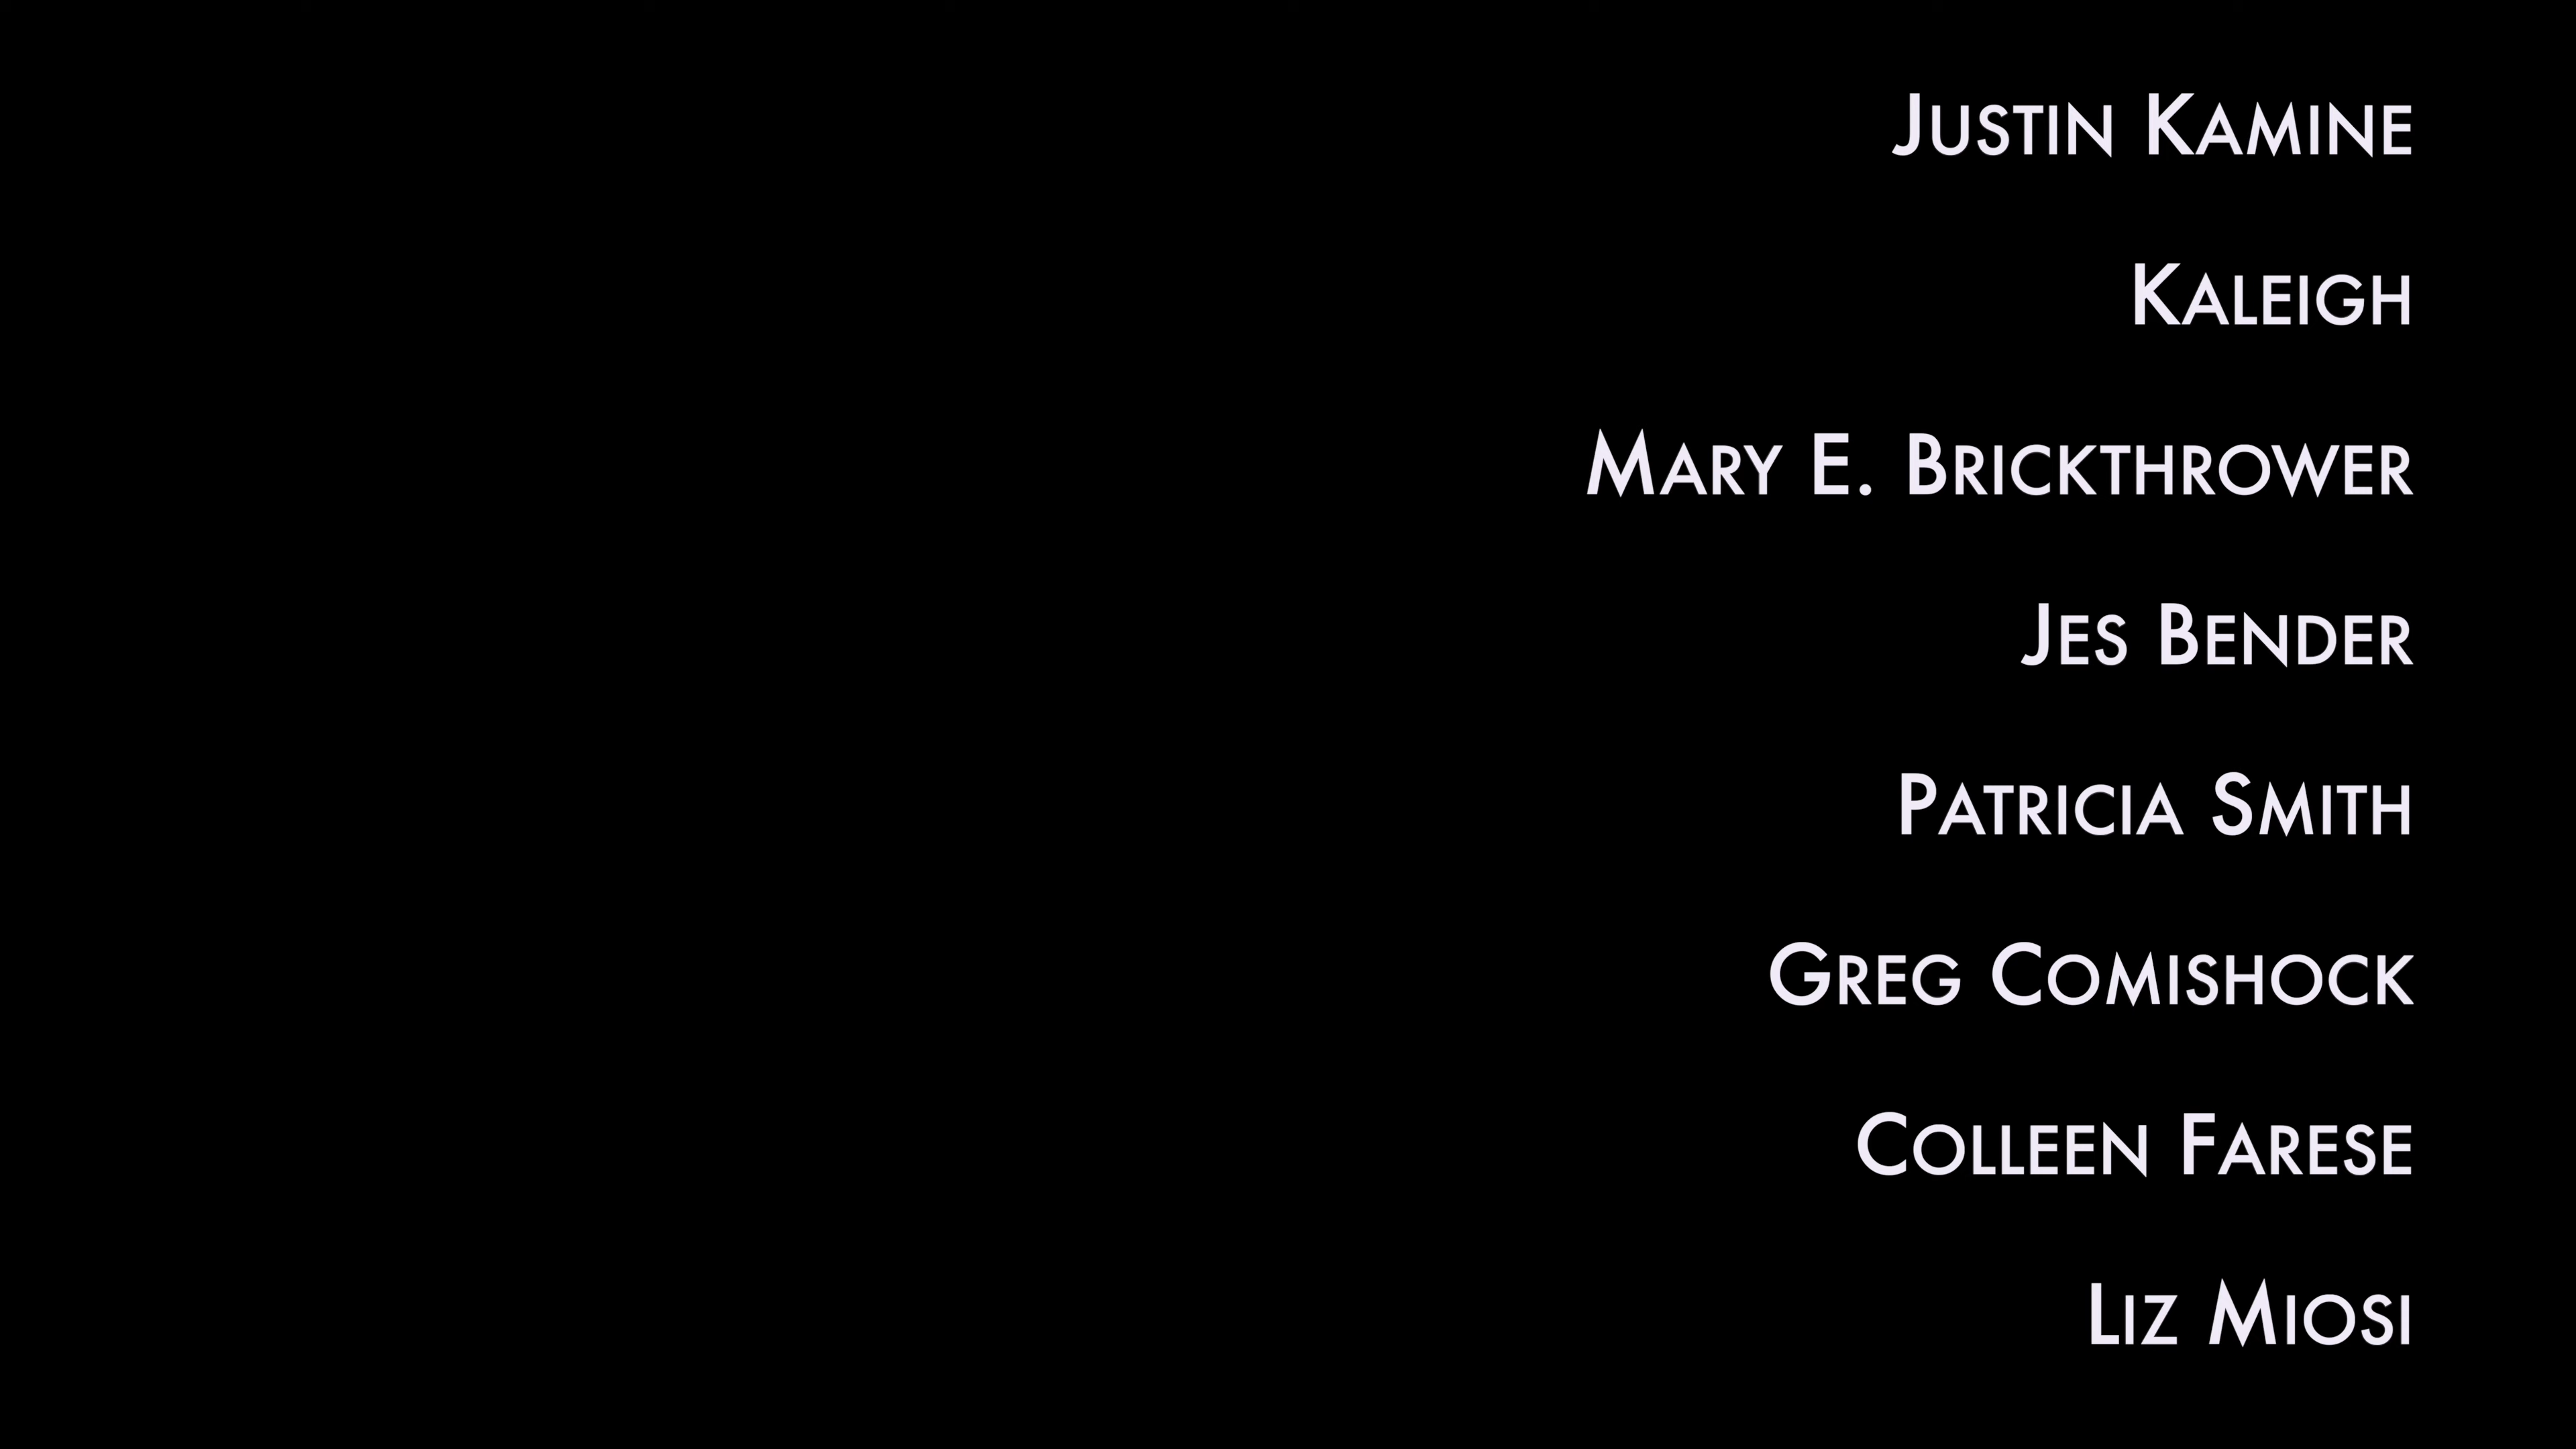 Justin Kamine
Kaleigh
Mary E. Brickthrower
Jes Bender
Patricia Smith
Greg Comishock
Colleen Farese
Liz Miosi